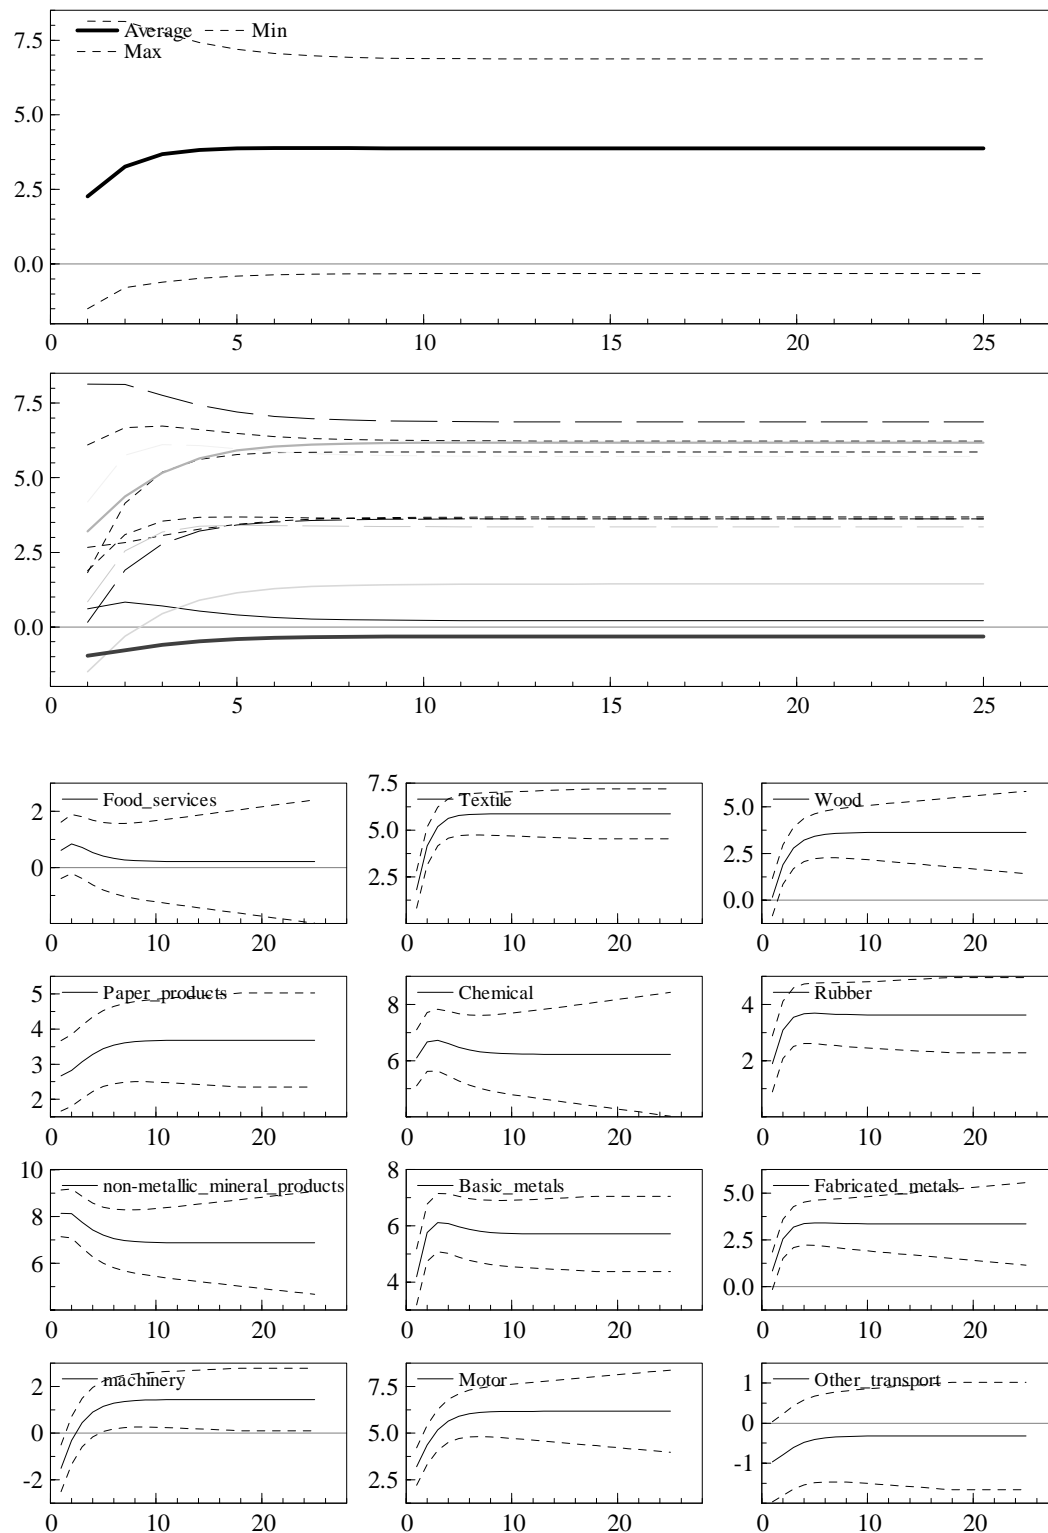 Average Min
Max
7.5
5.0
2.5
0.0
0 5 10 15 20 25
7.5
5.0
2.5
0.0
0 5 10 15 20 25
Food_services
2
0
0 10 20
Textile
7.5
5.0
2.5
0 10 20
Wood
5.0
2.5
0.0
0 10 20
Paper_products
5
4
3
2
0 10 20
Chemical
8
6
0 10 20
Rubber
4
2
0 10 20
non-metallic_mineral_products
10
8
6
0 10 20
Basic_metals
8
6
4
0 10 20
Fabricated_metals
5.0
2.5
0.0
0 10 20
machinery
2
0
-2
0 10 20
Motor
7.5
5.0
2.5
0 10 20
Other_transport
1
0
-1
0 10 20